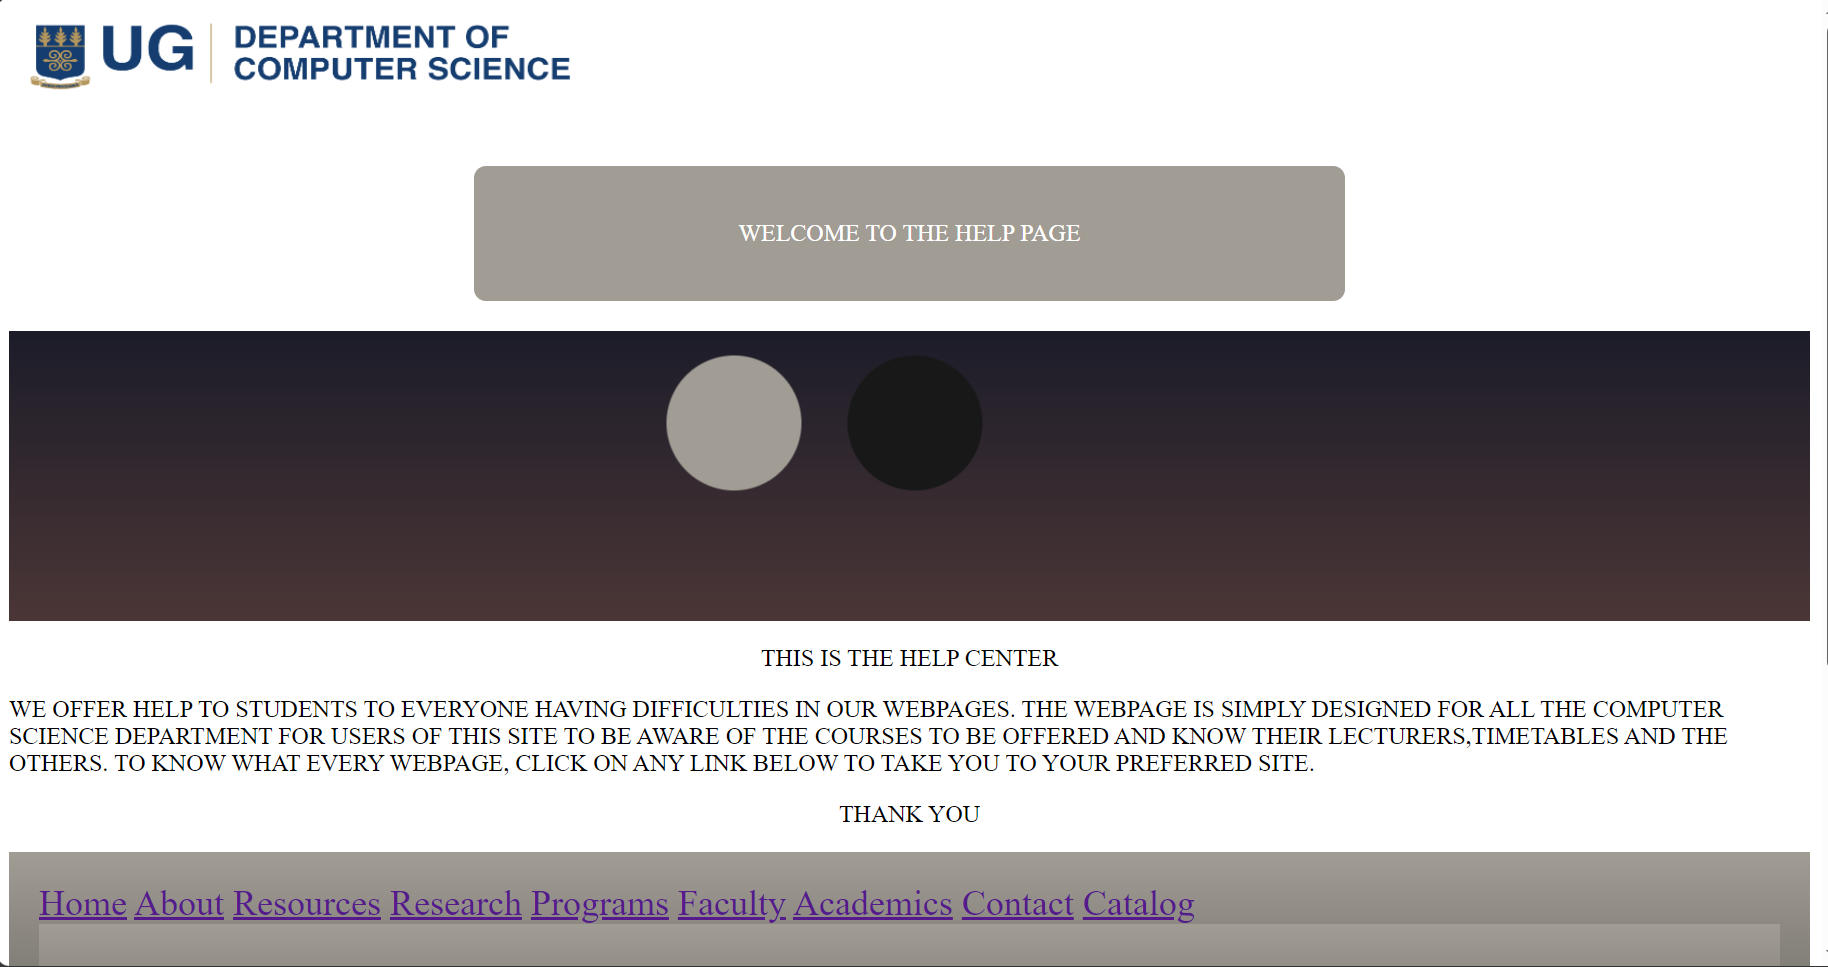 UG
DEPARTMENT OF
COMPUTER SCIENCE
WELCOME TO THE HELP PAGE
THIS IS THE HELP CENTER
WE OFFER HELP TO STUDENTS TO EVERYONE HAVING DIFFICULTIES IN OUR WEBPAGES. THE WEBPAGE IS SIMPLY DESIGNED FOR ALL THE COMPUTER
SCIENCE DEPARTMENT FOR USERS OF THIS SITE TO BE AWARE OF THE COURSES TO BE OFFERED AND KNOW THEIR LECTURERS,TIMETABLES AND THE
OTHERS. TO KNOW WHAT EVERY WEBPAGE, CLICK ON ANY LINK BELOW TO TAKE YOU TO YOUR PREFERRED SITE.
THANK YOU
Home About Resources Research Programs Faculty Academics Contact Catalog